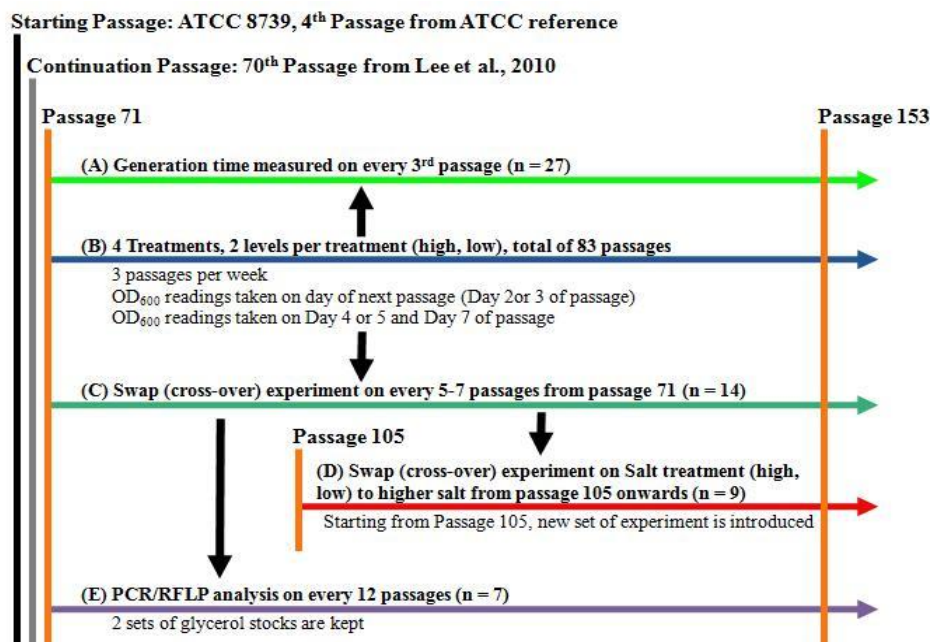 Starting Passage: ATCC 8739, 4th Passage from ATCC reference
Continuation Passage: 70th Passage from Lee et al., 2010
Passage 71
Passage 153
(A) Generation time measured on every 3rd passage (n = 27)
(B) 4 Treatments, 2 levels per treatment (high, low), total of 83 passages
3 passages per week
OD600 readings taken on day of next passage (Day 2or 3 of passage)
OD600 readings taken on Day 4 or 5 and Day 7 of passage
(C) Swap (cross-over) experiment on every 5-7 passages from passage 71 (n = 14)
Passage 105
(D) Swap (cross-over) experiment on Salt treatment (high,
low) to higher salt from passage 105 onwards (n = 9)
Starting from Passage 105, new set of experiment is introduced
(E) PCR/RFLP analysis on every 12 passages (n = 7)
2 sets of glycerol stocks are kept